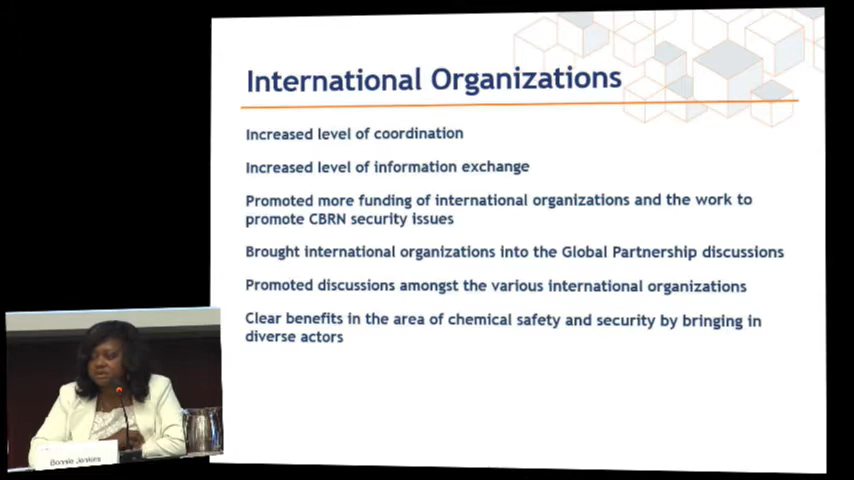 International Organizations
Increased level of coordination
Increased level of information exchange
Promoted more funding of international organizations and the work to
promote CBRN security issues
Brought international organizations into the Global Partnership discussions
Promoted discussions amongst the various international organizations
Clear benefits in the area of chemical safety and security by bringing in
diverse actors
Bonnie Jenkins